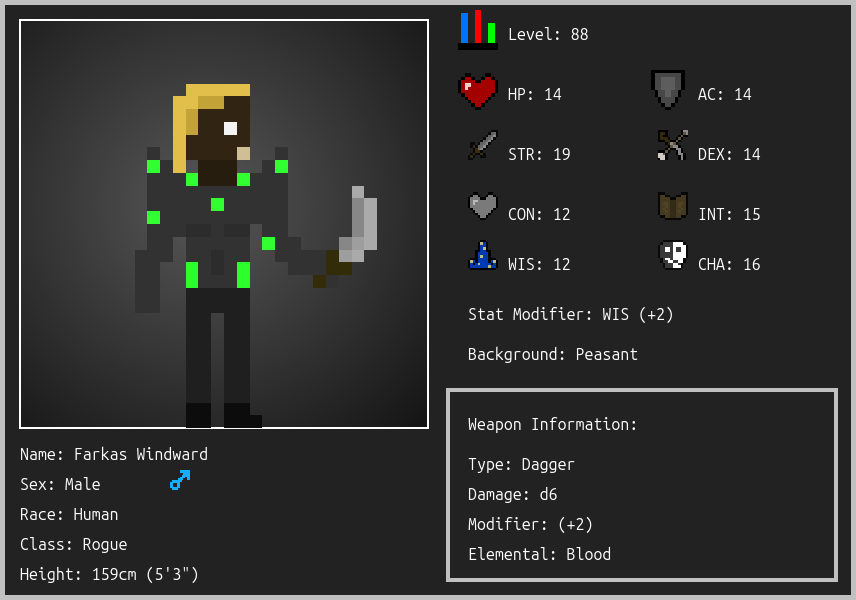 Level: 88
HP: 14
AC: 14
STR: 19
DEX: 14
CON: 12
INT: 15
WIS: 12
CHA: 16
Stat Modifier: WIS (+2)
Background: Peasant
Weapon Information:
Type: Dagger
Damage: d6
Modifier: (+2)
Elemental: Blood
Name: Farkas Windward
Sex: Male
Race: Human
Class: Rogue
Height: 159cm (5'3")